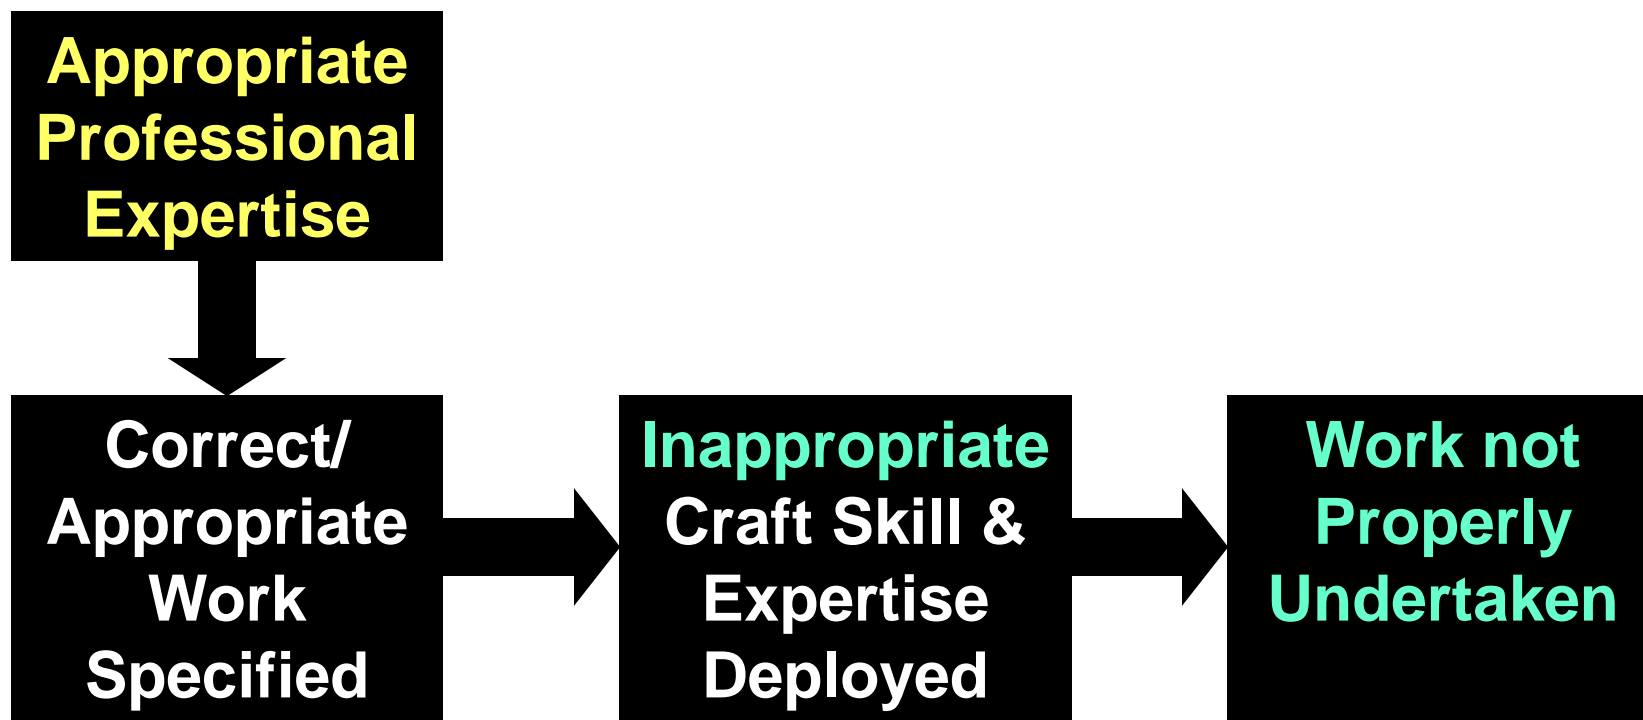 Appropriate
Professional
Expertise
Correct/
Appropriate
Work
Specified
Inappropriate
Craft Skill &
Expertise
Deployed
Work not
Properly
Undertaken